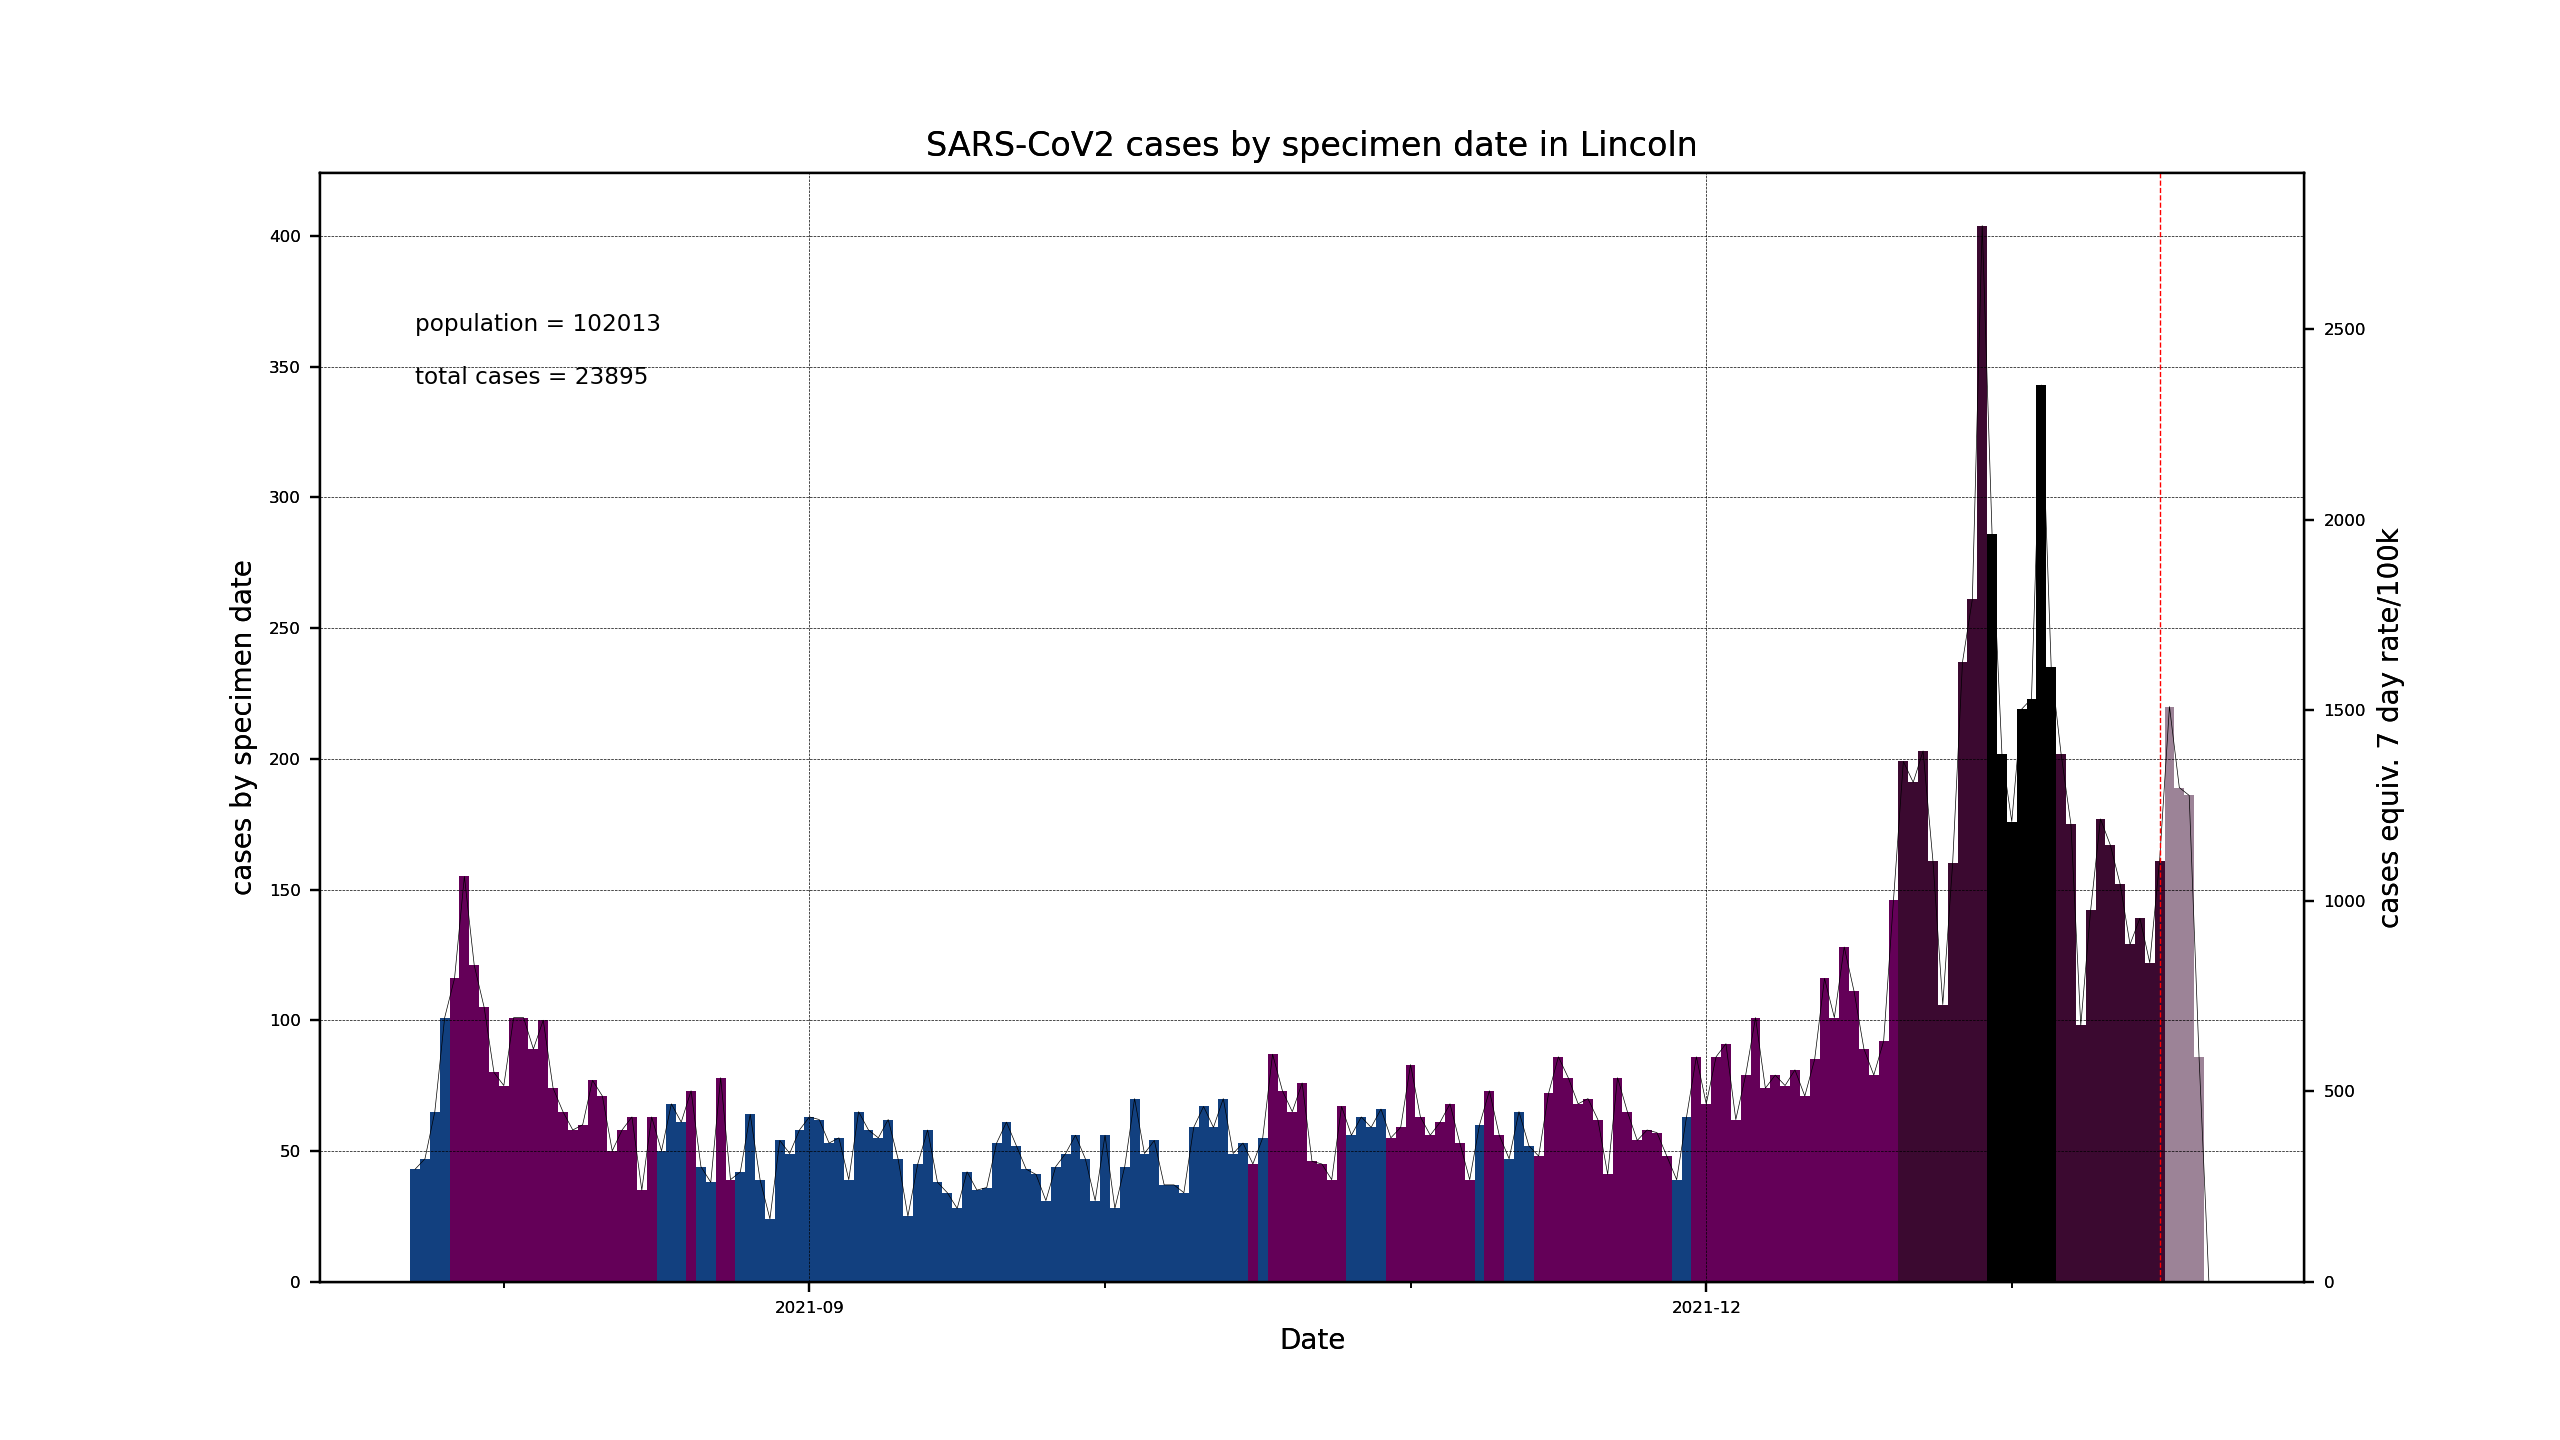 SARS-CoV2 cases by specimen date in Lincoln
population = 102013
total cases = 23895
cases by specimen date
400
350
300
250
200
150
100
50
0
2500
2000
1500
1000
500
0
cases equiv. 7 day rate/100k
2021-09
2021-12
Date